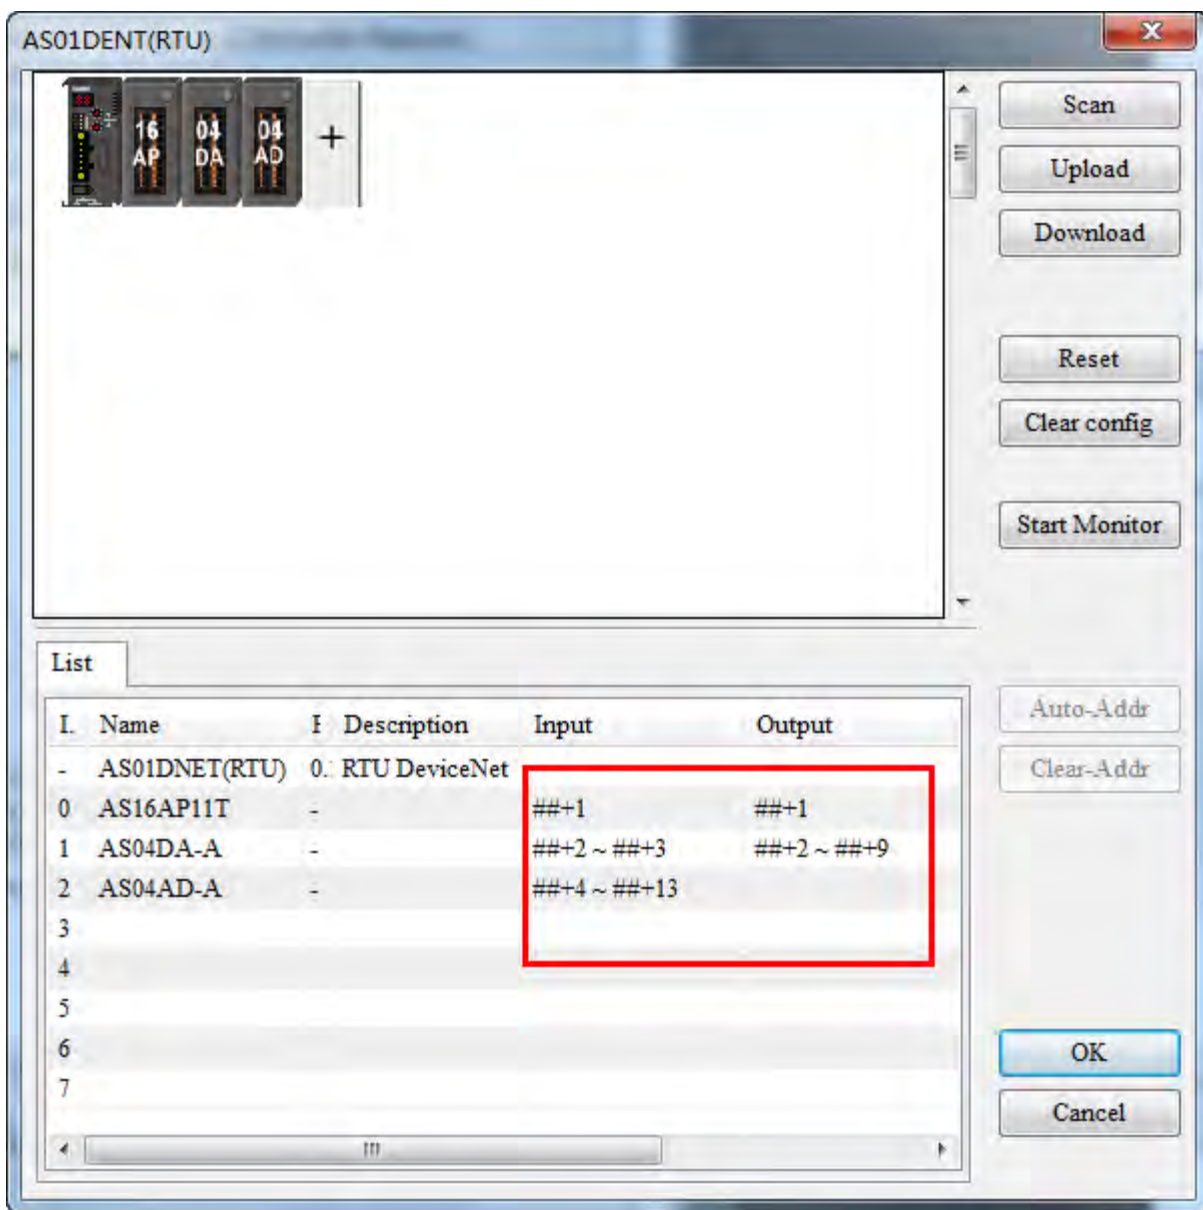 AS01DENT(RTU)
16 AP
04 DA
04 AD
+
Scan
Upload
Download
Reset
Clear config
Start Monitor
List
I. Name F Description Input Output
- AS01DNET(RTU) 0. RTU DeviceNet
0 AS16AP11T - ##+1 ##+1
1 AS04DA-A - ##+2 ~ ##+3 ##+2 ~ ##+9
2 AS04AD-A - ##+4 ~ ##+13
3
4
5
6
7
Auto-Addr
Clear-Addr
OK
Cancel